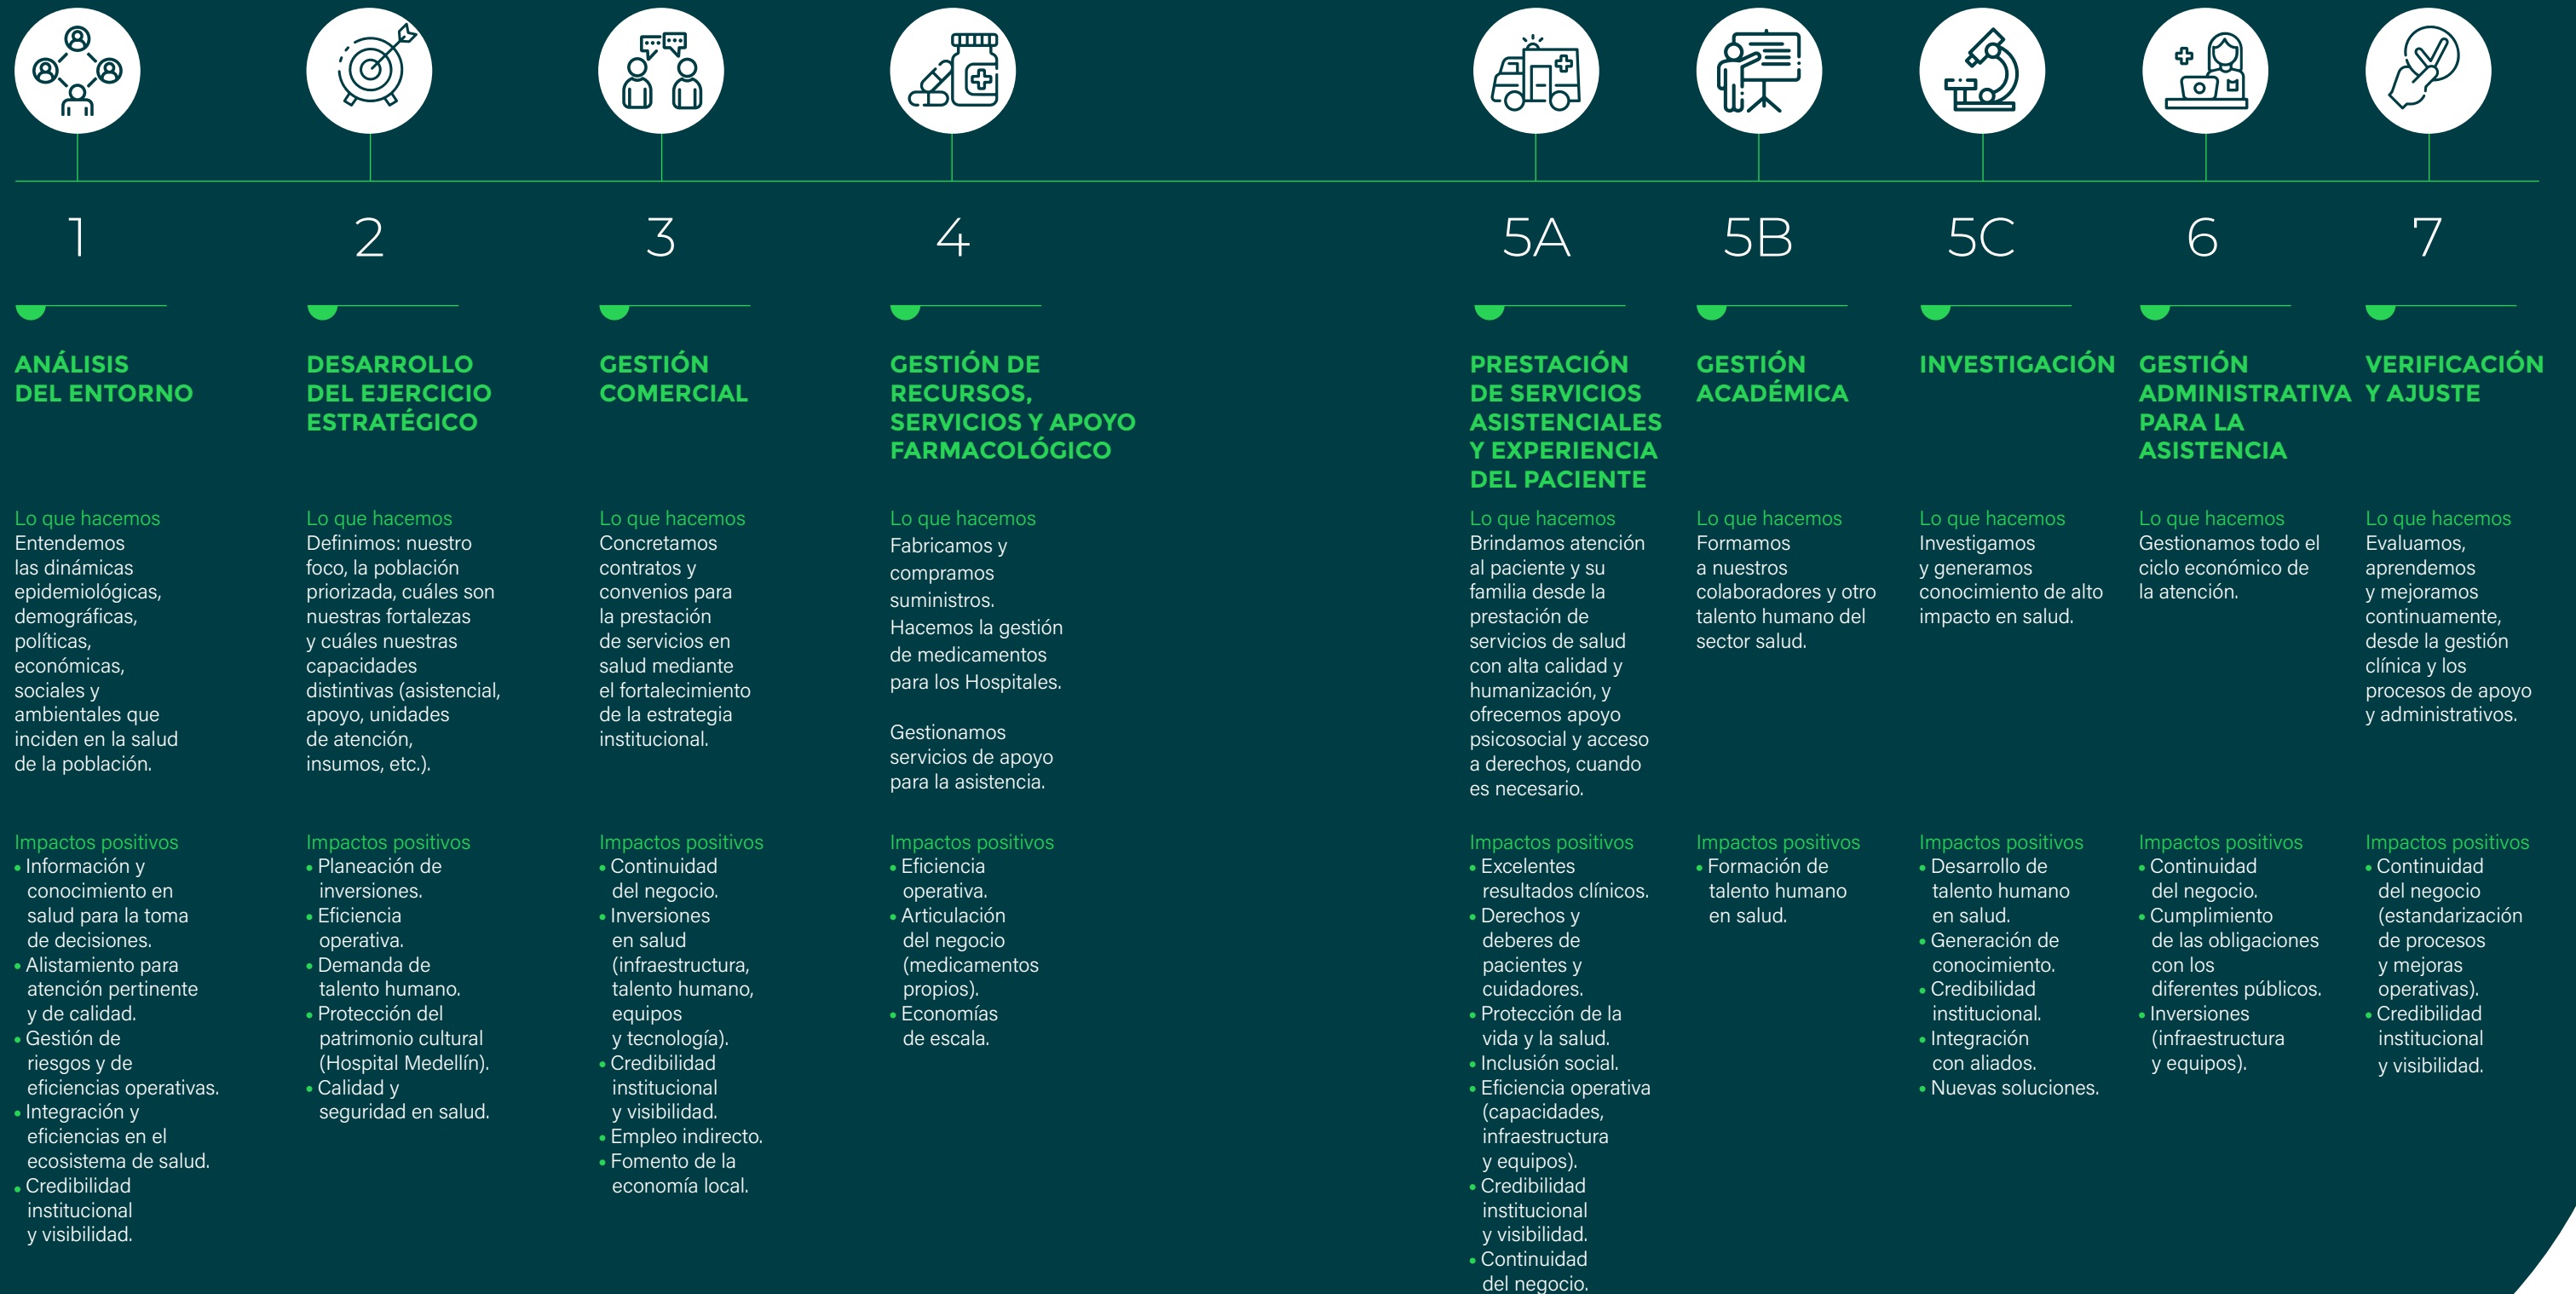 1
ANÁLISIS
DEL ENTORNO
Lo que hacemos
Entendemos
las dinámicas
epidemiológicas,
demográficas,
políticas,
económicas,
sociales y
ambientales que
inciden en la salud
de la población.
Impactos positivos
• Información y
conocimiento en
salud para la toma
de decisiones.
• Alistamiento para
atención pertinente
y de calidad.
• Gestión de
riesgos y de
eficiencias operativas.
• Integración y
eficiencias en el
ecosistema de salud.
• Credibilidad
institucional
y visibilidad.
2
DESARROLLO
DEL EJERCICIO
ESTRATÉGICO
Lo que hacemos
Definimos: nuestro
foco, la población
priorizada, cuáles son
nuestras fortalezas
y cuáles nuestras
capacidades
distintivas (asistencial,
apoyo, unidades
de atención,
insumos, etc.).
Impactos positivos
• Planeación de
inversiones.
• Eficiencia
operativa.
• Demanda de
talento humano.
• Protección del
patrimonio cultural
(Hospital Medellín).
• Calidad y
seguridad en salud.
3
GESTIÓN
COMERCIAL
Lo que hacemos
Concretamos
contratos y
convenios para
la prestación
de servicios en
salud mediante
el fortalecimiento
de la estrategia
institucional.
Impactos positivos
• Continuidad
del negocio.
• Inversiones
en salud
(infraestructura,
talento humano,
equipos
y tecnología).
• Credibilidad
institucional
y visibilidad.
• Empleo indirecto.
• Fomento de la
economía local.
4
GESTIÓN DE
RECURSOS,
SERVICIOS Y APOYO
FARMACOLÓGICO
Lo que hacemos
Fabricamos y
compramos
suministros.
Hacemos la gestión
de medicamentos
para los Hospitales.
Gestionamos
servicios de apoyo
para la asistencia.
Impactos positivos
• Eficiencia
operativa.
• Articulación
del negocio
(medicamentos
propios).
• Economías
de escala.
5A
PRESTACIÓN
DE SERVICIOS
ASISTENCIALES
Y EXPERIENCIA
DEL PACIENTE
Lo que hacemos
Brindamos atención
al paciente y su
familia desde la
prestación de
servicios de salud
con alta calidad y
humanización, y
ofrecemos apoyo
psicosocial y acceso
a derechos, cuando
es necesario.
Impactos positivos
• Excelentes
resultados clínicos.
• Derechos y
deberes de
pacientes y
cuidadores.
• Protección de la
vida y la salud.
• Inclusión social.
• Eficiencia operativa
(capacidades,
infraestructura
y equipos).
• Credibilidad
institucional
y visibilidad.
• Continuidad
del negocio.
5B
GESTIÓN
ACADÉMICA
Lo que hacemos
Formamos
a nuestros
colaboradores y otro
talento humano del
sector salud.
Impactos positivos
• Formación de
talento humano
en salud.
5C
INVESTIGACIÓN
Lo que hacemos
Investigamos
y generamos
conocimiento de alto
impacto en salud.
Impactos positivos
• Desarrollo de
talento humano
en salud.
• Generación de
conocimiento.
• Credibilidad
institucional.
• Integración
con aliados.
• Nuevas soluciones.
6
GESTIÓN
ADMINISTRATIVA
PARA LA
ASISTENCIA
Lo que hacemos
Gestionamos todo el
ciclo económico de
la atención.
Impactos positivos
• Continuidad
del negocio.
• Cumplimiento
de las obligaciones
con los
diferentes públicos.
• Inversiones
(infraestructura
y equipos).
7
VERIFICACIÓN
Y AJUSTE
Lo que hacemos
Evaluamos,
aprendemos
y mejoramos
continuamente,
desde la gestión
clínica y los
procesos de apoyo
y administrativos.
Impactos positivos
• Continuidad
del negocio
(estandarización
de procesos
y mejoras
operativas).
• Credibilidad
institucional
y visibilidad.